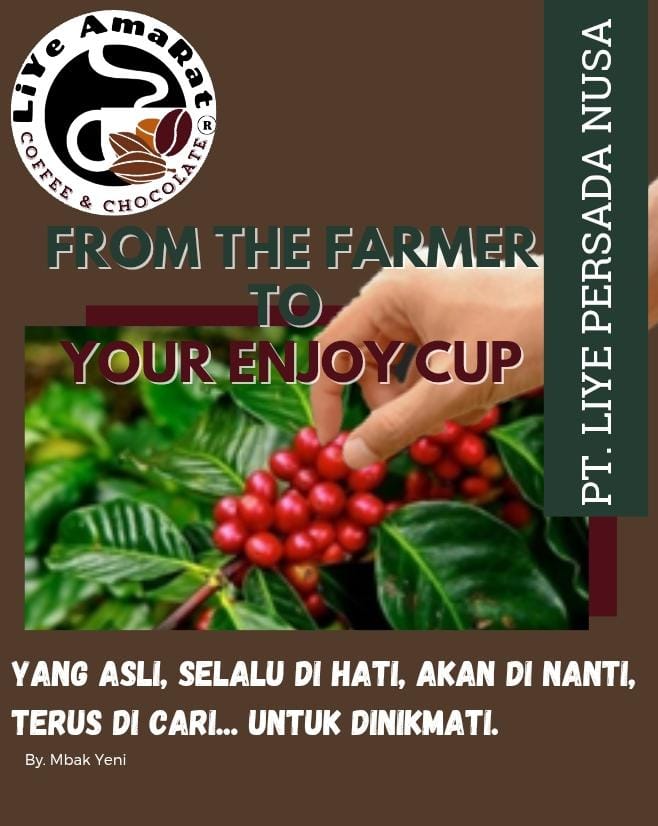 LiYe AmaRat
®
COFFEE & CHOCOLATE
PT. LIYE PERSADA NUSA
FROM THE FARMER
TO
YOUR ENJOY CUP
YANG ASLI, SELALU DI HATI, AKAN DI NANTI,
TERUS DI CARI... UNTUK DINIKMATI.
By. Mbak Yeni